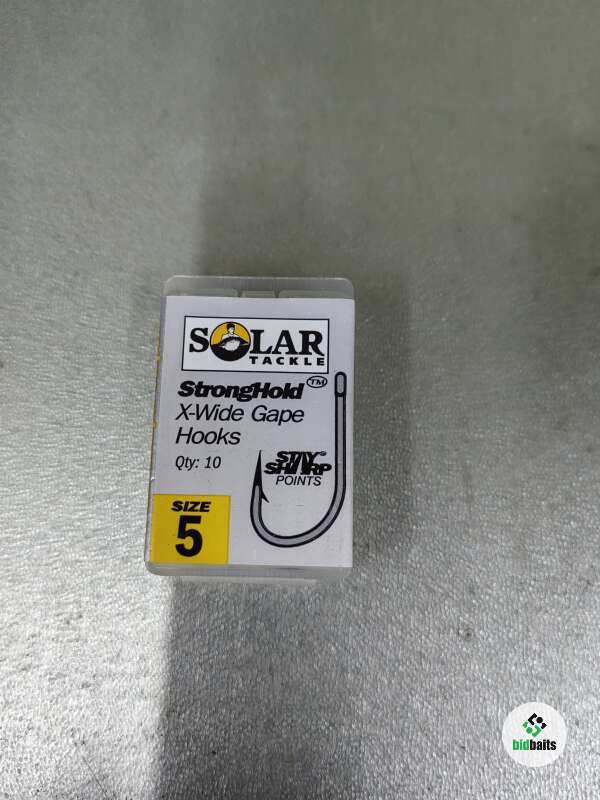 SOLAR
TACKLE
StrongHold™
X-Wide Gape
Hooks
Qty: 10
STAY
SHARP
POINTS
SIZE
5
bidbaits